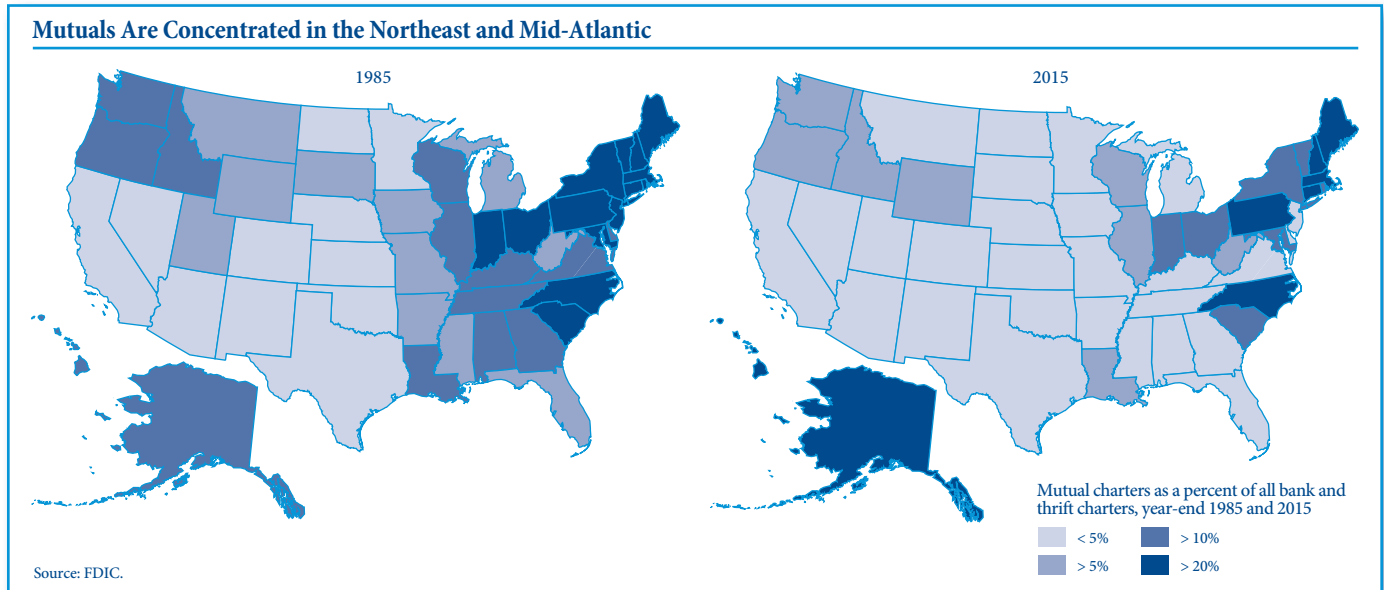 Mutuals Are Concentrated in the Northeast and Mid-Atlantic
1985
2015
Mutual charters as a percent of all bank and
thrift charters, year-end 1985 and 2015
< 5%
> 10%
> 5%
> 20%
Source: FDIC.